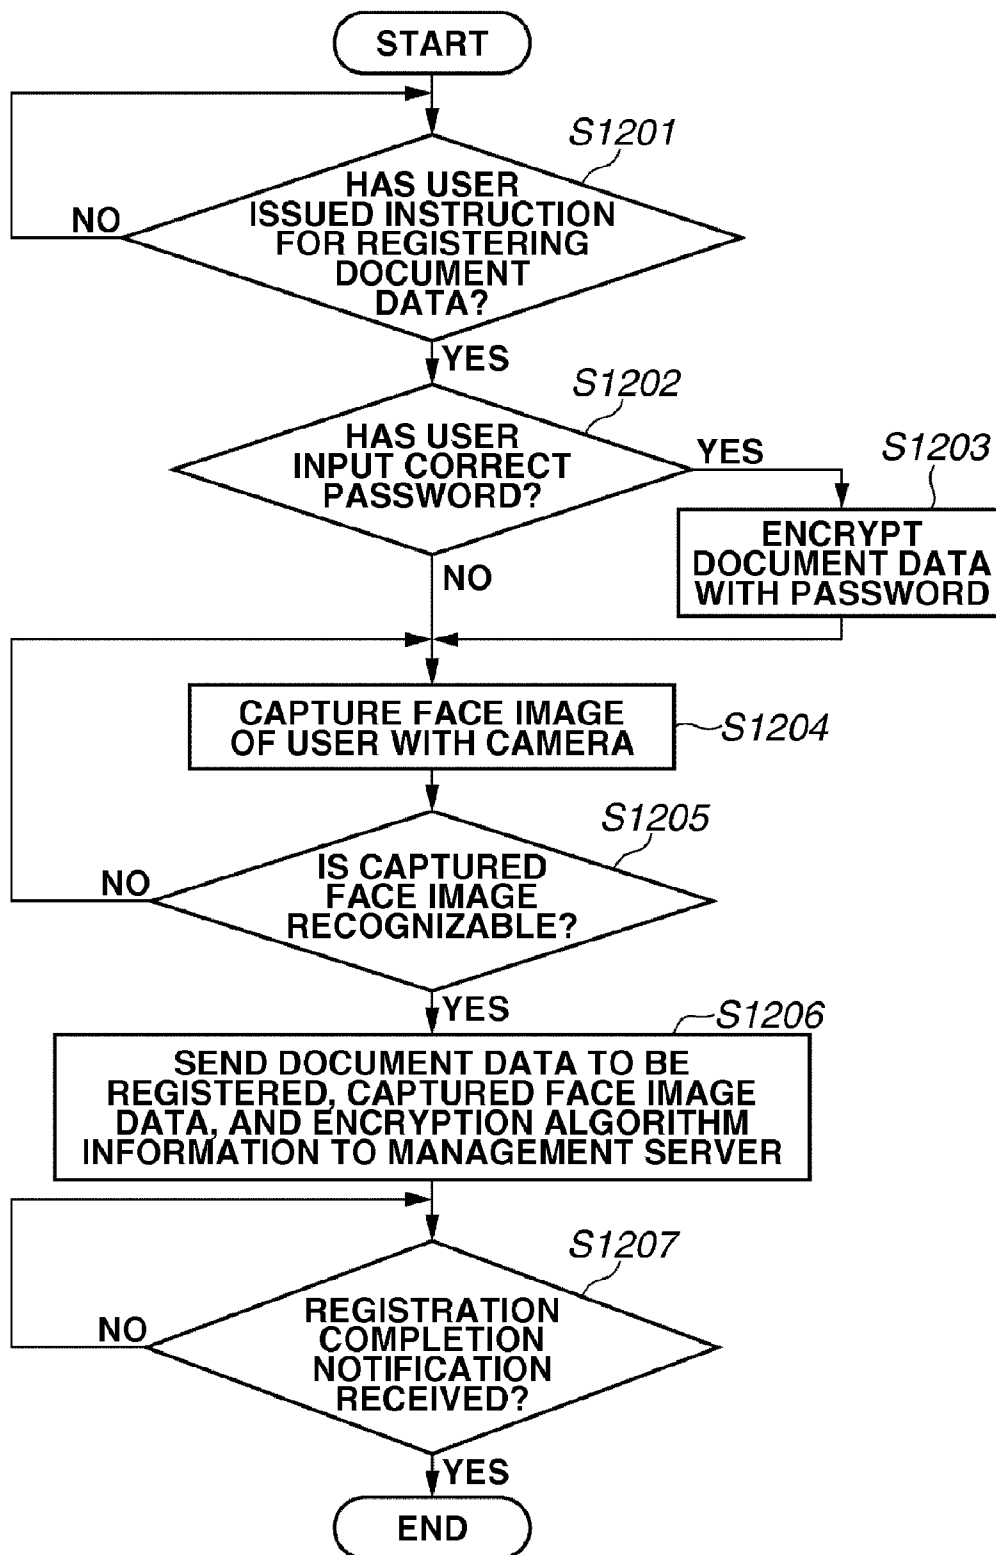 START
S1201
HAS USER
ISSUED INSTRUCTION
FOR REGISTERING
DOCUMENT
DATA?
NO
YES
S1202
HAS USER
INPUT CORRECT
PASSWORD?
YES
S1203
ENCRYPT
DOCUMENT DATA
WITH PASSWORD
NO
CAPTURE FACE IMAGE
OF USER WITH CAMERA
S1204
S1205
IS CAPTURED
FACE IMAGE
RECOGNIZABLE?
NO
YES
S1206
SEND DOCUMENT DATA TO BE
REGISTERED, CAPTURED FACE IMAGE
DATA, AND ENCRYPTION ALGORITHM
INFORMATION TO MANAGEMENT SERVER
S1207
REGISTRATION
COMPLETION
NOTIFICATION
RECEIVED?
NO
YES
END